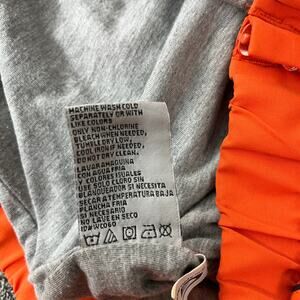 MACHINE WASH COLD
SEPARATELY OR WITH
LIKE COLORS
ONLY NON-CHLORINE
BLEACH WHEN NEEDED,
TUMBLE DRY LOW,
COOL IRON IF NEEDED,
DO NOT DRY CLEAN.
LAVAR A MAQUINA
CON AGUA FRIA
Y COLORES IGUALES
USE SOLO CLORO SIN
BLANQUEADOR SI NECESITA
SECAR A TEMPERATURA BAJA
PLANCHA FRIA
SI NECESARIO
NO LAVE EN SECO